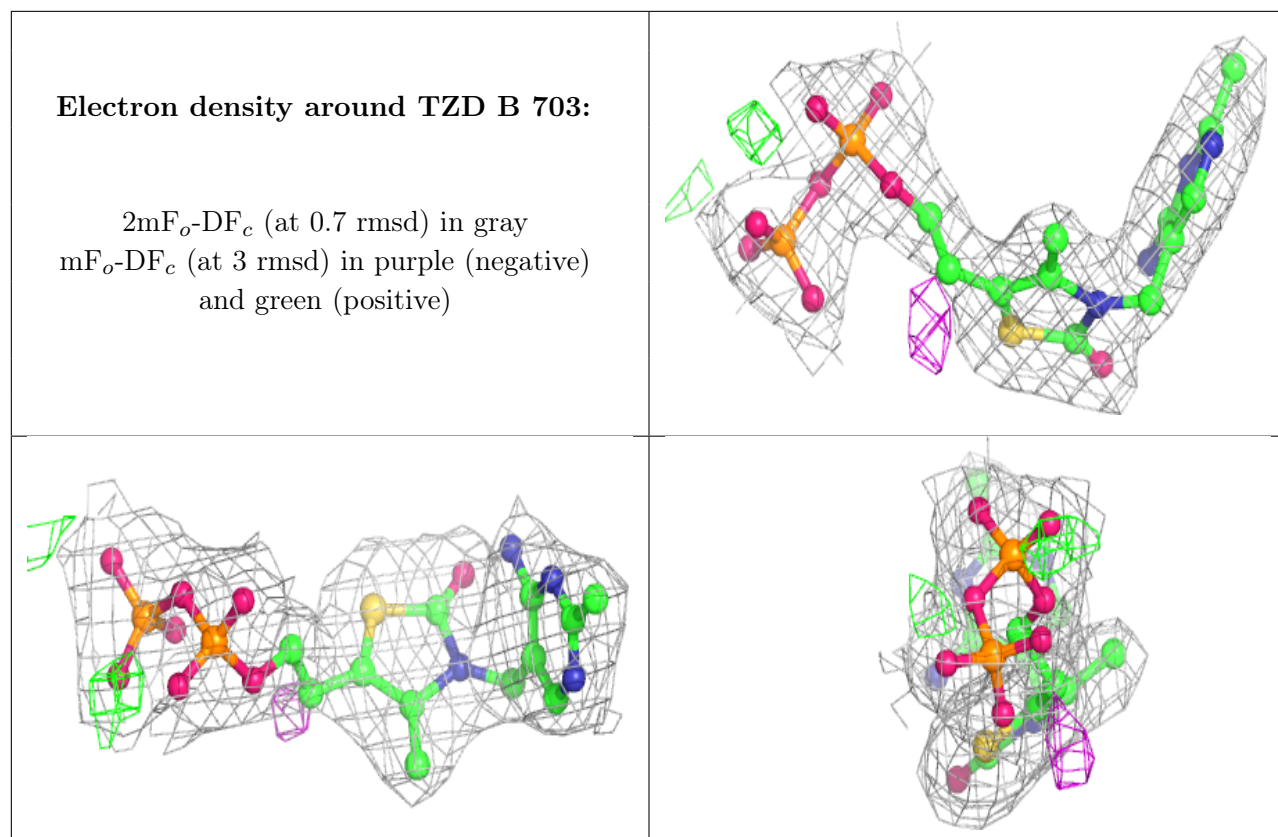 Electron density around TZD B 703:
2mFo-DFc (at 0.7 rmsd) in gray
mFo-DFc (at 3 rmsd) in purple (negative)
and green (positive)